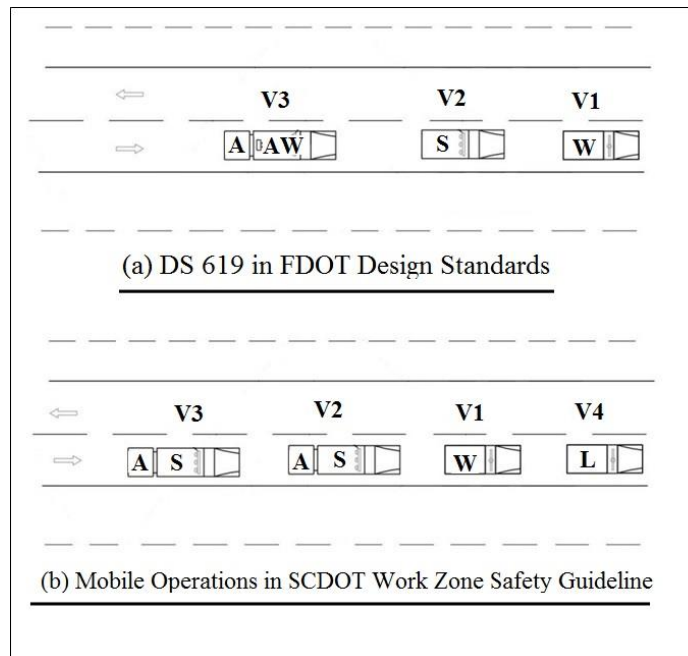 V3 V2 V1
A AW S W
(a) DS 619 in FDOT Design Standards
V3 V2 V1 V4
A S A S W L
(b) Mobile Operations in SCDOT Work Zone Safety Guideline